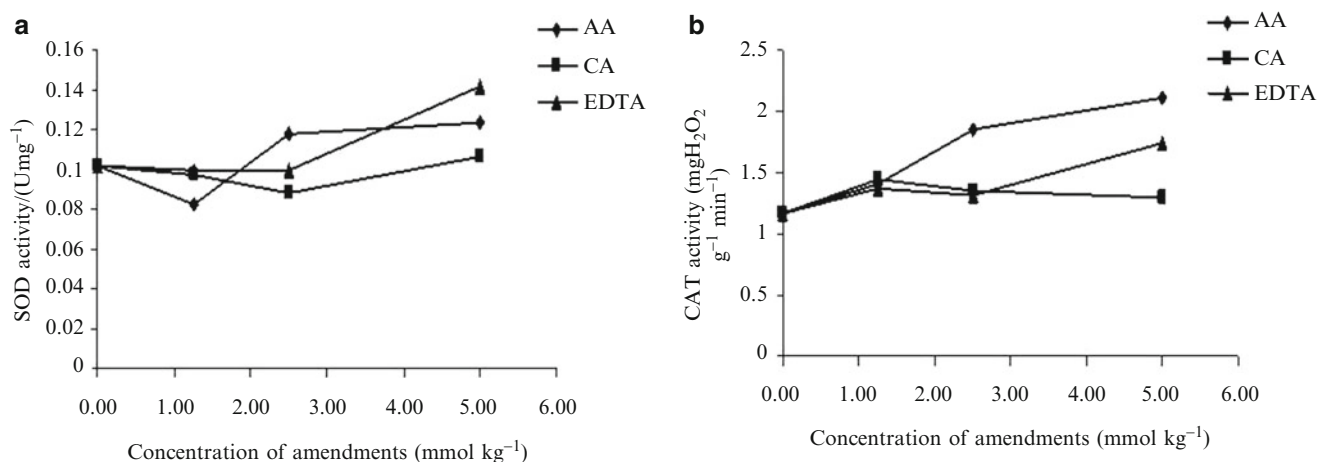 a
SOD activity/(Umg⁻¹)
0.16
0.14
0.12
0.1
0.08
0.06
0.04
0.02
0
0.00 1.00 2.00 3.00 4.00 5.00 6.00
Concentration of amendments (mmol kg⁻¹)
AA
CA
EDTA
b
CAT activity (mgH₂O₂
g⁻¹ min⁻¹)
2.5
2
1.5
1
0.5
0
0.00 1.00 2.00 3.00 4.00 5.00 6.00
Concentration of amendments (mmol kg⁻¹)
AA
CA
EDTA